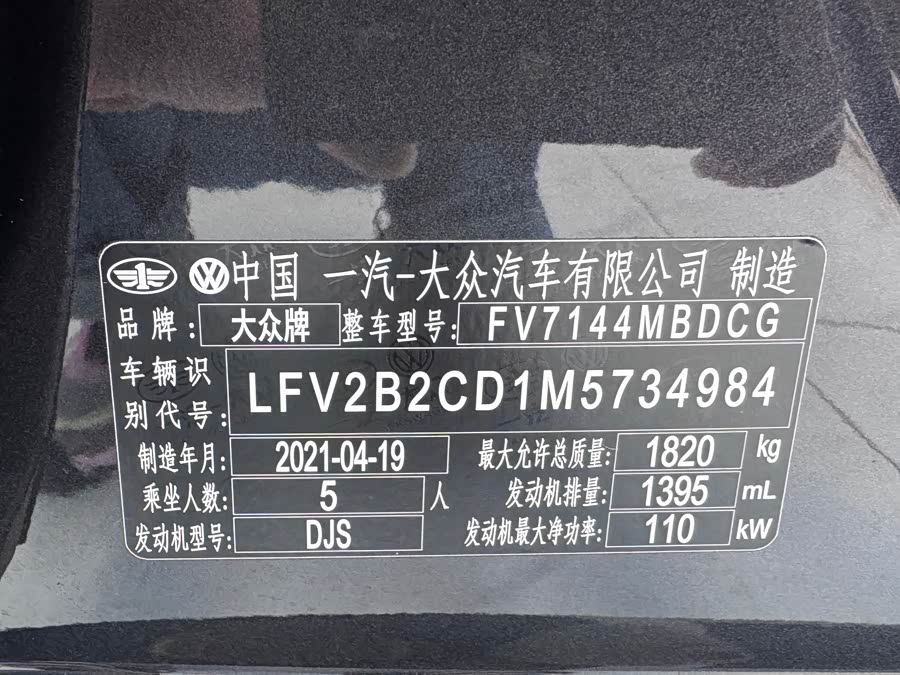 中国 一汽-大众汽车有限公司 制造
品牌: 大众牌 整车型号: FV7144MBDCG
车辆识别代号: LFV2B2CD1M5734984
制造年月: 2021-04-19 最大允许总质量: 1820 kg
乘坐人数: 5 人 发动机排量: 1395 mL
发动机型号: DJS 发动机最大净功率: 110 kW